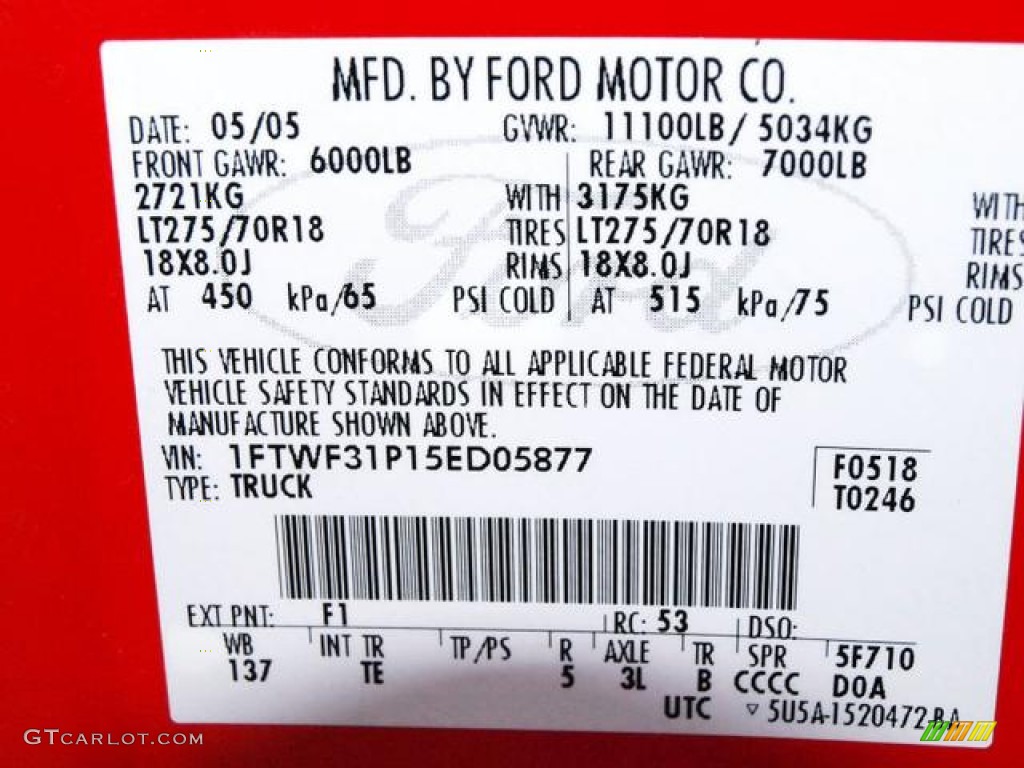 MFD. BY FORD MOTOR CO.
DATE: 05/05 GVWR: 11100LB/ 5034KG
FRONT GAWR: 6000LB REAR GAWR: 7000LB
2721KG WITH 3175KG WITH
LT275/70R18 TIRES LT275/70R18 TIRES
18X8.0J RIMS 18X8.0J RIMS
AT 450 kPa/65 PSI COLD AT 515 kPa/75 PSI COLD
Ford
THIS VEHICLE CONFORMS TO ALL APPLICABLE FEDERAL MOTOR
VEHICLE SAFETY STANDARDS IN EFFECT ON THE DATE OF
MANUFACTURE SHOWN ABOVE.
VIN: 1FTWF31P15ED05877 F0518
TYPE: TRUCK T0246
EXT PNT: F1 RC: 53 DSO:
WB INT TR TP/PS R AXLE TR SPR 5F710
137 TE 5 3L B CCCC D0A
UTC ▽ 5U5A-1520472-BA
GTCARLOT.COM